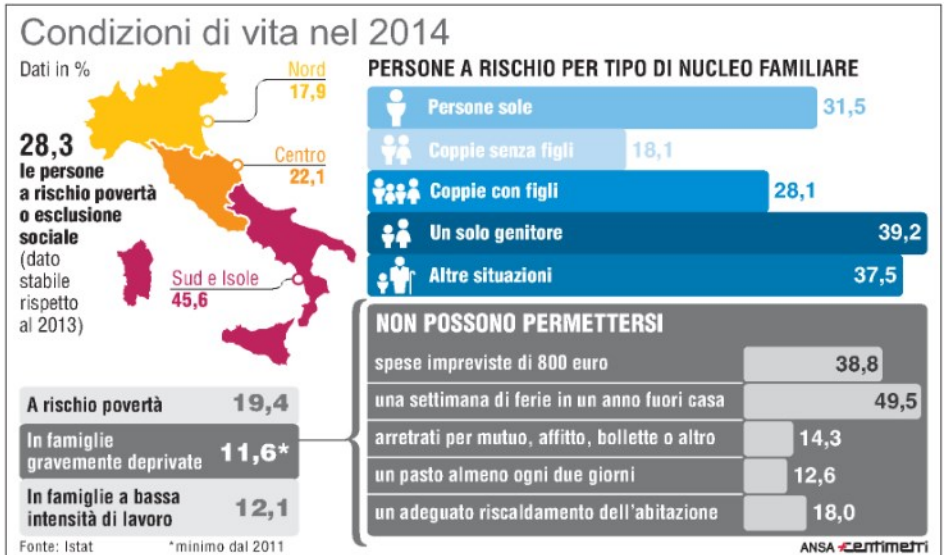 Condizioni di vita nel 2014
Dati in %
Nord
17,9
28,3
le persone
a rischio povertà
o esclusione
sociale
(dato
stabile
rispetto
al 2013)
Centro
22,1
Sud e Isole
45,6
PERSONE A RISCHIO PER TIPO DI NUCLEO FAMILIARE
Persone sole 31,5
Coppie senza figli 18,1
Coppie con figli 28,1
Un solo genitore 39,2
Altre situazioni 37,5
A rischio povertà 19,4
In famiglie
gravemente deprivate 11,6*
In famiglie a bassa
intensità di lavoro 12,1
NON POSSONO PERMETTERSI
spese impreviste di 800 euro 38,8
una settimana di ferie in un anno fuori casa 49,5
arretrati per mutuo, affitto, bollette o altro 14,3
un pasto almeno ogni due giorni 12,6
un adeguato riscaldamento dell'abitazione 18,0
Fonte: Istat *minimo dal 2011
ANSA centimetri